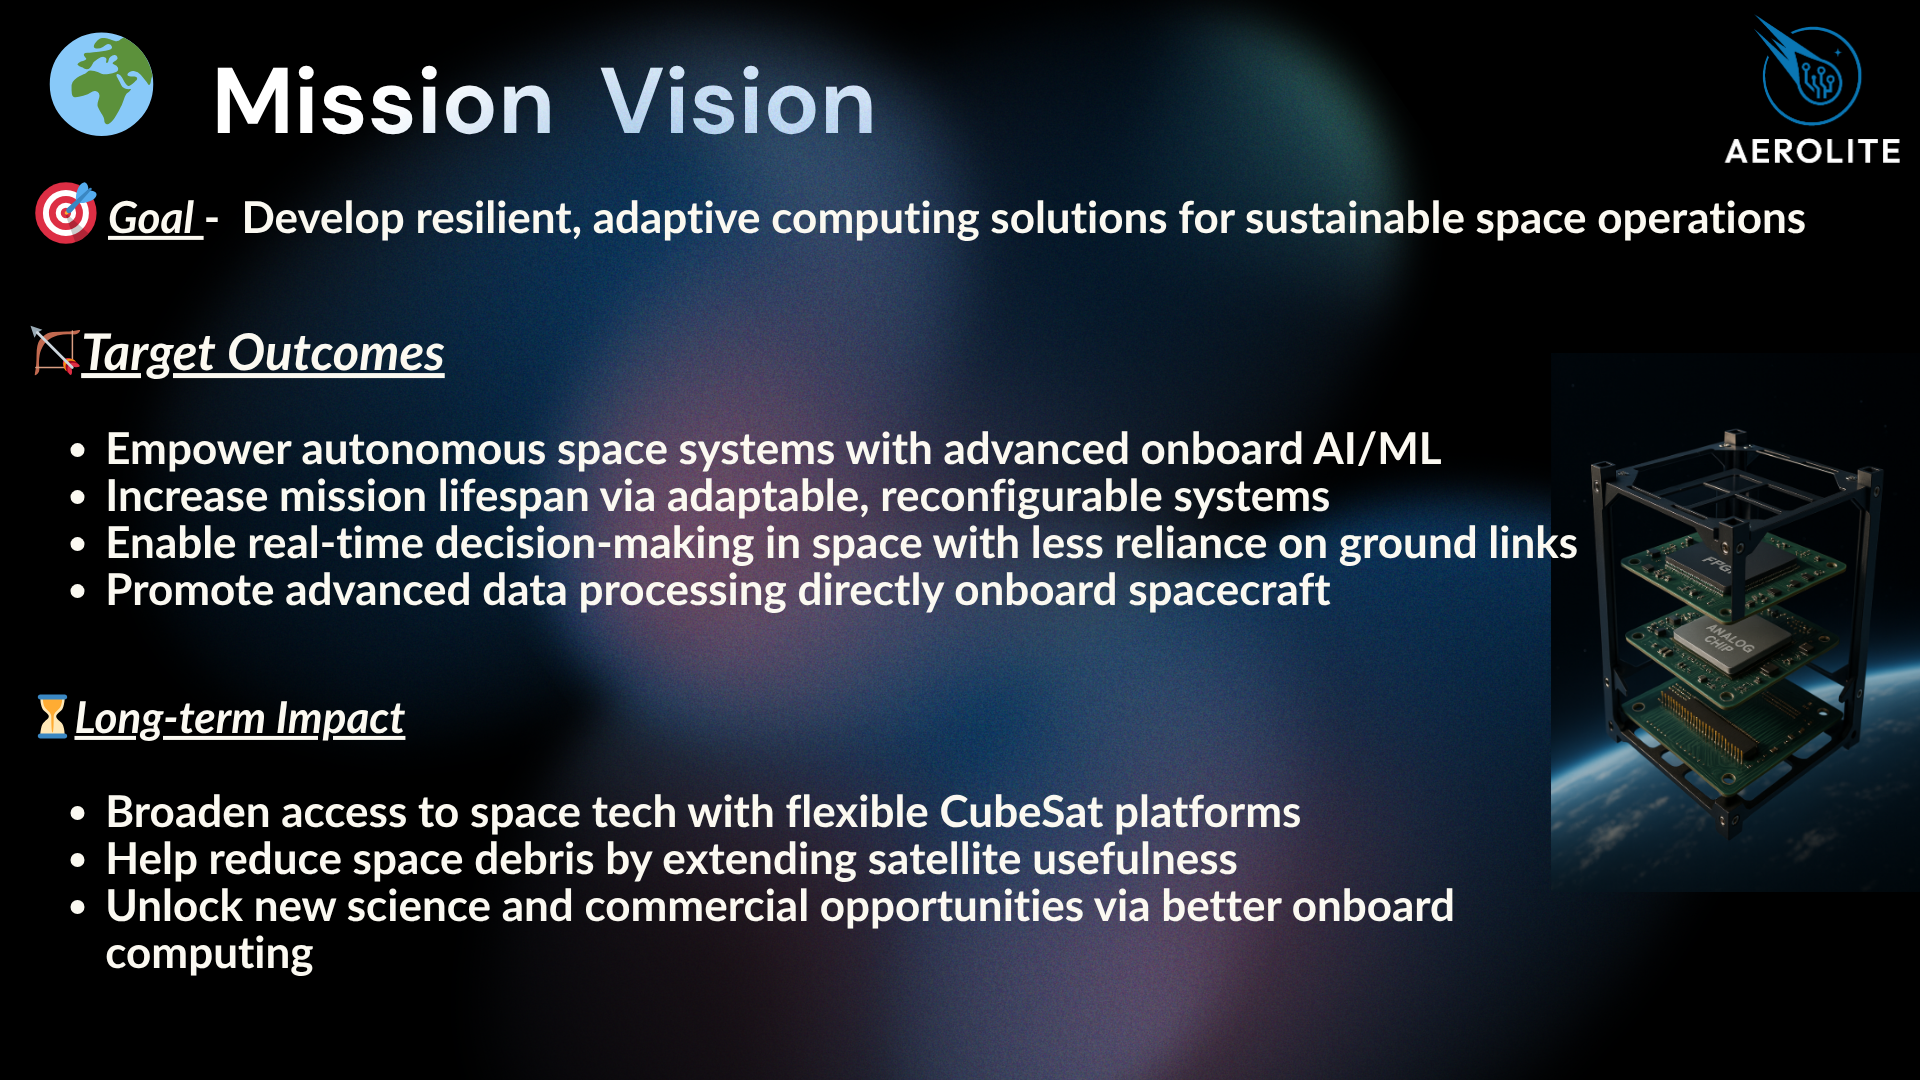 Mission Vision
AEROLITE
Goal - Develop resilient, adaptive computing solutions for sustainable space operations
Target Outcomes
• Empower autonomous space systems with advanced onboard AI/ML
• Increase mission lifespan via adaptable, reconfigurable systems
• Enable real-time decision-making in space with less reliance on ground links
• Promote advanced data processing directly onboard spacecraft
FPGA
ANALOG
CHIP
Long-term Impact
• Broaden access to space tech with flexible CubeSat platforms
• Help reduce space debris by extending satellite usefulness
• Unlock new science and commercial opportunities via better onboard
computing